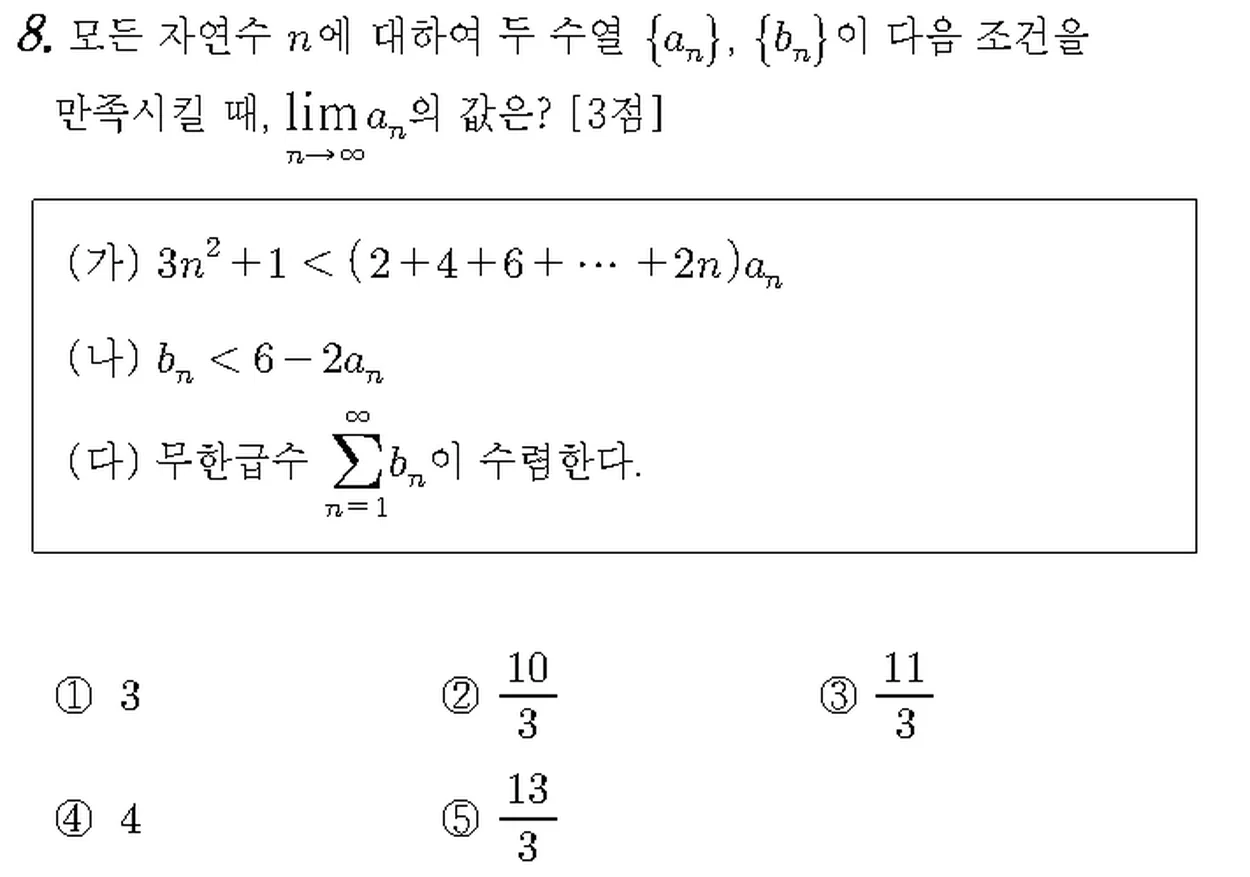 8. 모든 자연수 n에 대하여 두 수열 {aₙ}, {bₙ}이 다음 조건을
만족시킬 때, lim aₙ의 값은? [3점]
n→∞
(가) 3n²+1 < (2+4+6+ ⋯ +2n)aₙ
(나) bₙ < 6 − 2aₙ
(다) 무한급수 ∑_{n=1}^{∞} bₙ이 수렴한다.
① 3 ② 10/3 ③ 11/3
④ 4 ⑤ 13/3